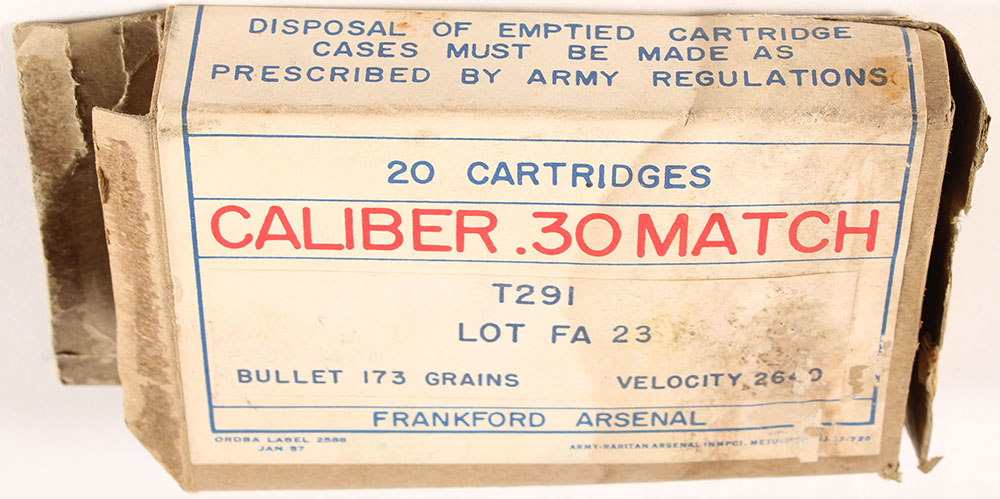 DISPOSAL OF EMPTIED CARTRIDGE
CASES MUST BE MADE AS
PRESCRIBED BY ARMY REGULATIONS
20 CARTRIDGES
CALIBER .30 MATCH
T291
LOT FA 23
BULLET 173 GRAINS VELOCITY
FRANKFORD ARSENAL
ORDBA LABEL 2586
JAN 57
ARMY-RARITAN ARSENAL (NMPC),